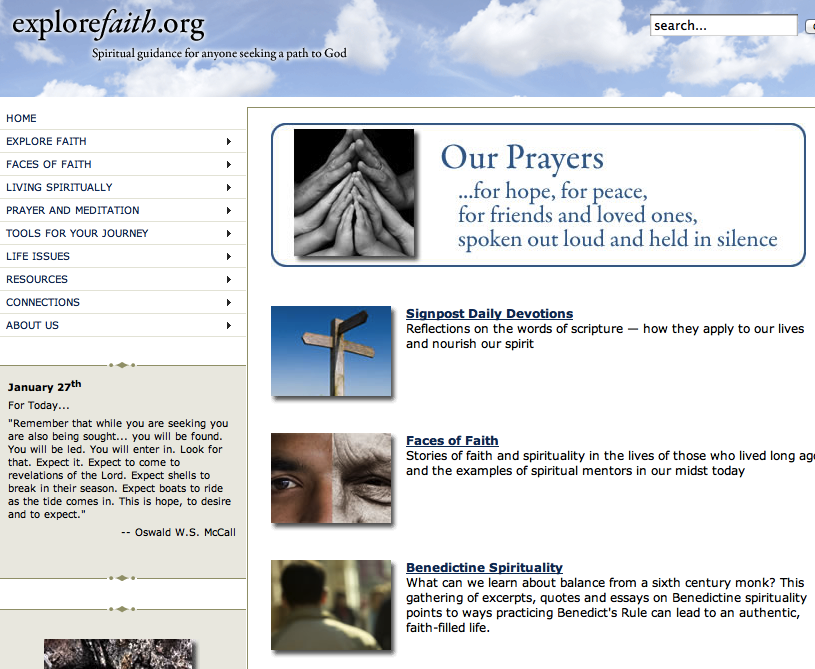 explorefaith.org
Spiritual guidance for anyone seeking a path to God
search...
HOME
EXPLORE FAITH
FACES OF FAITH
LIVING SPIRITUALLY
PRAYER AND MEDITATION
TOOLS FOR YOUR JOURNEY
LIFE ISSUES
RESOURCES
CONNECTIONS
ABOUT US
January 27th
For Today...
"Remember that while you are seeking you
are also being sought... you will be found.
You will be led. You will enter in. Look for
that. Expect it. Expect to come to
revelations of the Lord. Expect shells to
break in their season. Expect boats to ride
as the tide comes in. This is hope, to desire
and to expect."
-- Oswald W.S. McCall
Our Prayers
...for hope, for peace,
for friends and loved ones,
spoken out loud and held in silence
Signpost Daily Devotions
Reflections on the words of scripture — how they apply to our lives
and nourish our spirit
Faces of Faith
Stories of faith and spirituality in the lives of those who lived long ago
and the examples of spiritual mentors in our midst today
Benedictine Spirituality
What can we learn about balance from a sixth century monk? This
gathering of excerpts, quotes and essays on Benedictine spirituality
points to ways practicing Benedict's Rule can lead to an authentic,
faith-filled life.